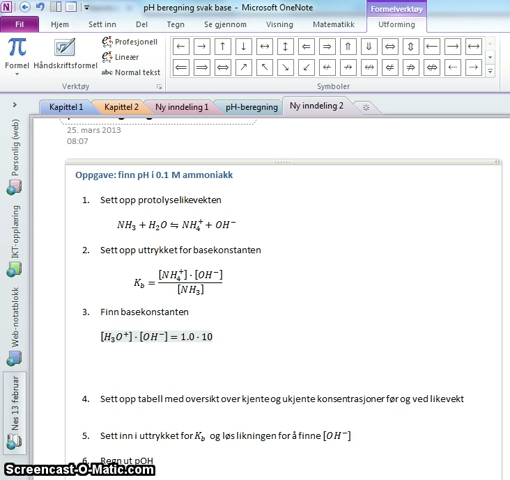 pH beregning svak base - Microsoft OneNote
Formelverktøy
Fil Hjem Sett inn Del Tegn Se gjennom Visning Matematikk Utforming
π
Formel Håndskriftsformel
Profesjonell
Lineær
abc Normal tekst
Verktøy Symboler
Kapittel 1 Kapittel 2 Ny inndeling 1 pH-beregning Ny inndeling 2
Personlig (web)
IKT-opplæring
Web-notatblokk
Nes 13 februar
25. mars 2013
08:07
Oppgave: finn pH i 0.1 M ammoniakk
1. Sett opp protolyselikevekten
NH₃ + H₂O ⇋ NH₄⁺ + OH⁻
2. Sett opp uttrykket for basekonstanten
K_b = [NH₄⁺]·[OH⁻] / [NH₃]
3. Finn basekonstanten
[H₃O⁺]·[OH⁻] = 1.0·10
4. Sett opp tabell med oversikt over kjente og ukjente konsentrasjoner før og ved likevekt
5. Sett inn i uttrykket for K_b og løs likningen for å finne [OH⁻]
6. Regn ut pOH
Screencast-O-Matic.com